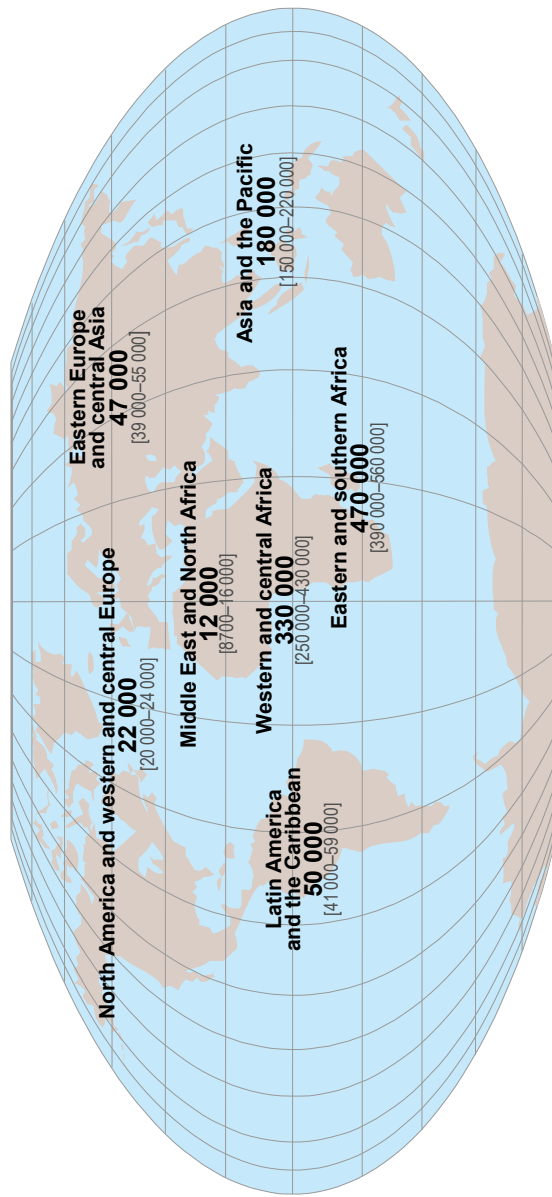 Eastern Europe
and central Asia
47 000
[39 000–55 000]
North America and western and central Europe
22 000
[20 000–24 000]
Middle East and North Africa
12 000
[8700–16 000]
Asia and the Pacific
180 000
[150 000–220 000]
Western and central Africa
330 000
[250 000–430 000]
Latin America
and the Caribbean
50 000
[41 000–59 000]
Eastern and southern Africa
470 000
[390 000–560 000]